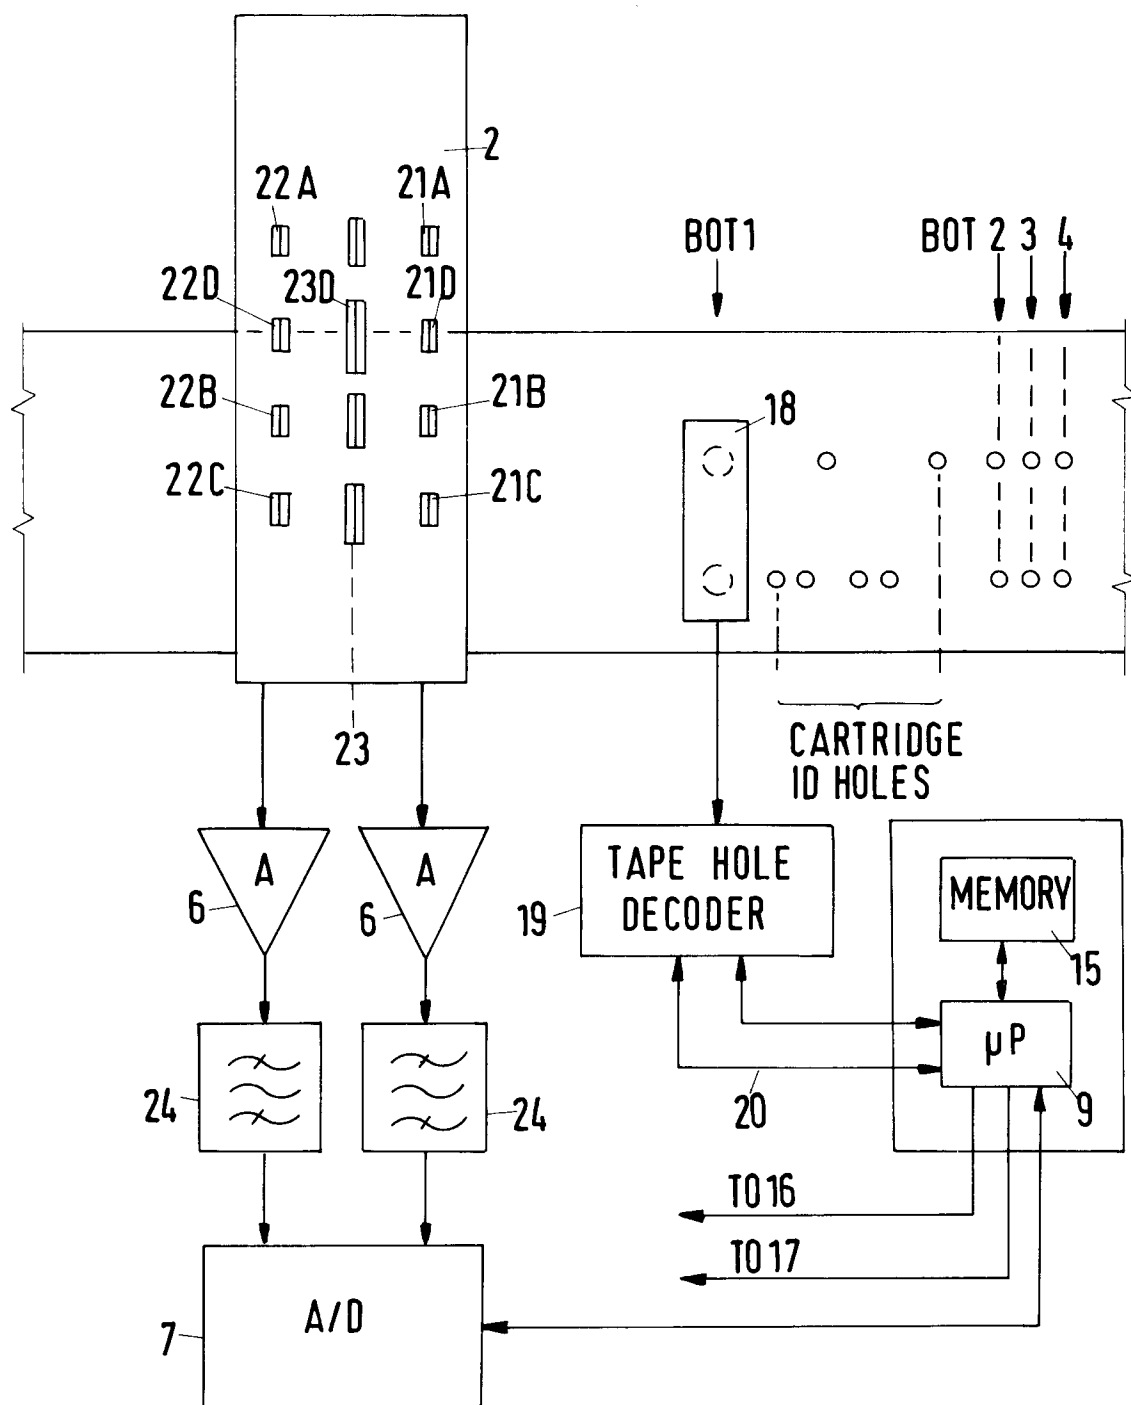 2
22A
21A
22D
23D
21D
BOT1
BOT 2 3 4
22B
21B
18
22C
21C
23
CARTRIDGE
ID HOLES
A
A
6
6
TAPE HOLE
DECODER
19
MEMORY
15
µP
24
24
20
9
TO 16
TO 17
A/D
7